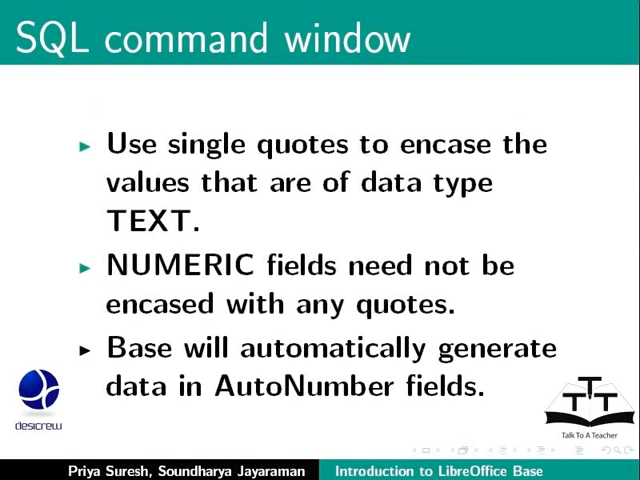 SQL command window
Use single quotes to encase the
values that are of data type
TEXT.
NUMERIC fields need not be
encased with any quotes.
Base will automatically generate
data in AutoNumber fields.
desicrew
T T T
Talk To A Teacher
Priya Suresh, Soundharya Jayaraman
Introduction to LibreOffice Base